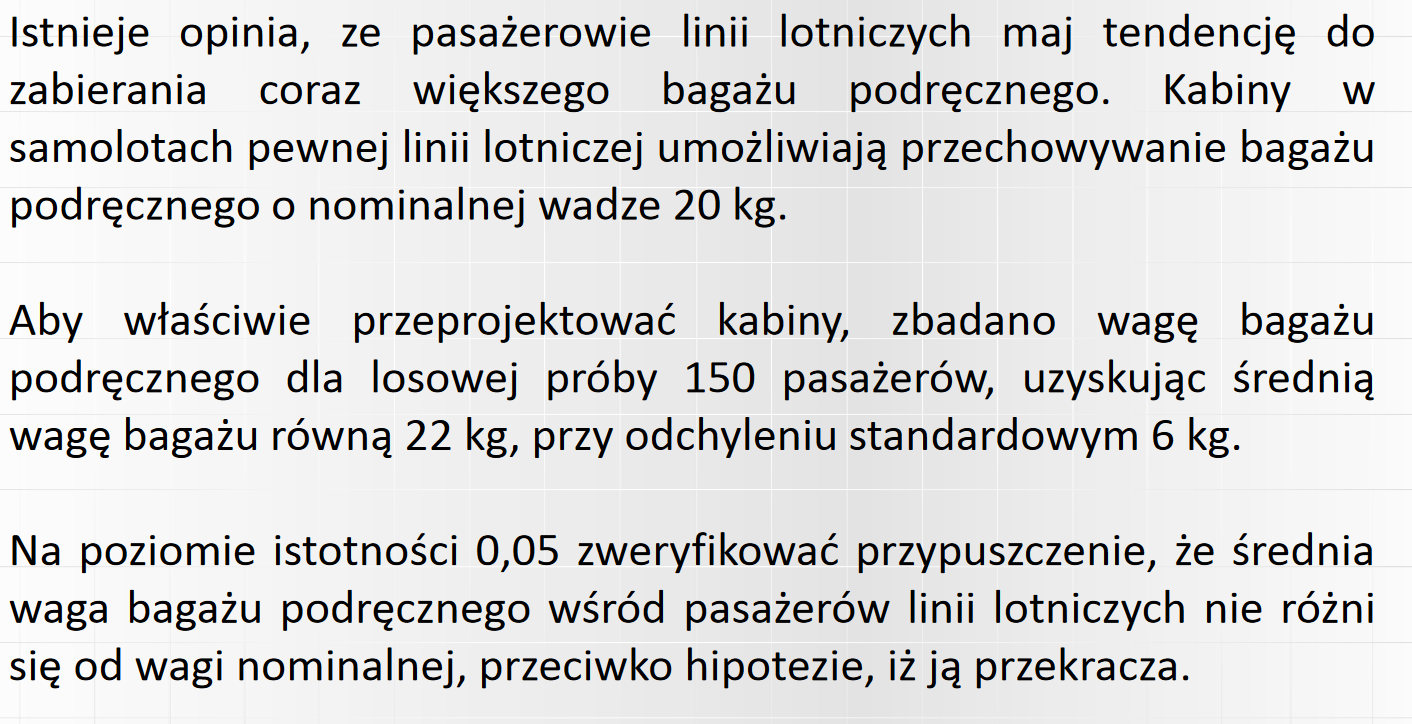 Istnieje opinia, ze pasażerowie linii lotniczych maj tendencję do
zabierania coraz większego bagażu podręcznego. Kabiny w
samolotach pewnej linii lotniczej umożliwiają przechowywanie bagażu
podręcznego o nominalnej wadze 20 kg.
Aby właściwie przeprojektować kabiny, zbadano wagę bagażu
podręcznego dla losowej próby 150 pasażerów, uzyskując średnią
wagę bagażu równą 22 kg, przy odchyleniu standardowym 6 kg.
Na poziomie istotności 0,05 zweryfikować przypuszczenie, że średnia
waga bagażu podręcznego wśród pasażerów linii lotniczych nie różni
się od wagi nominalnej, przeciwko hipotezie, iż ją przekracza.